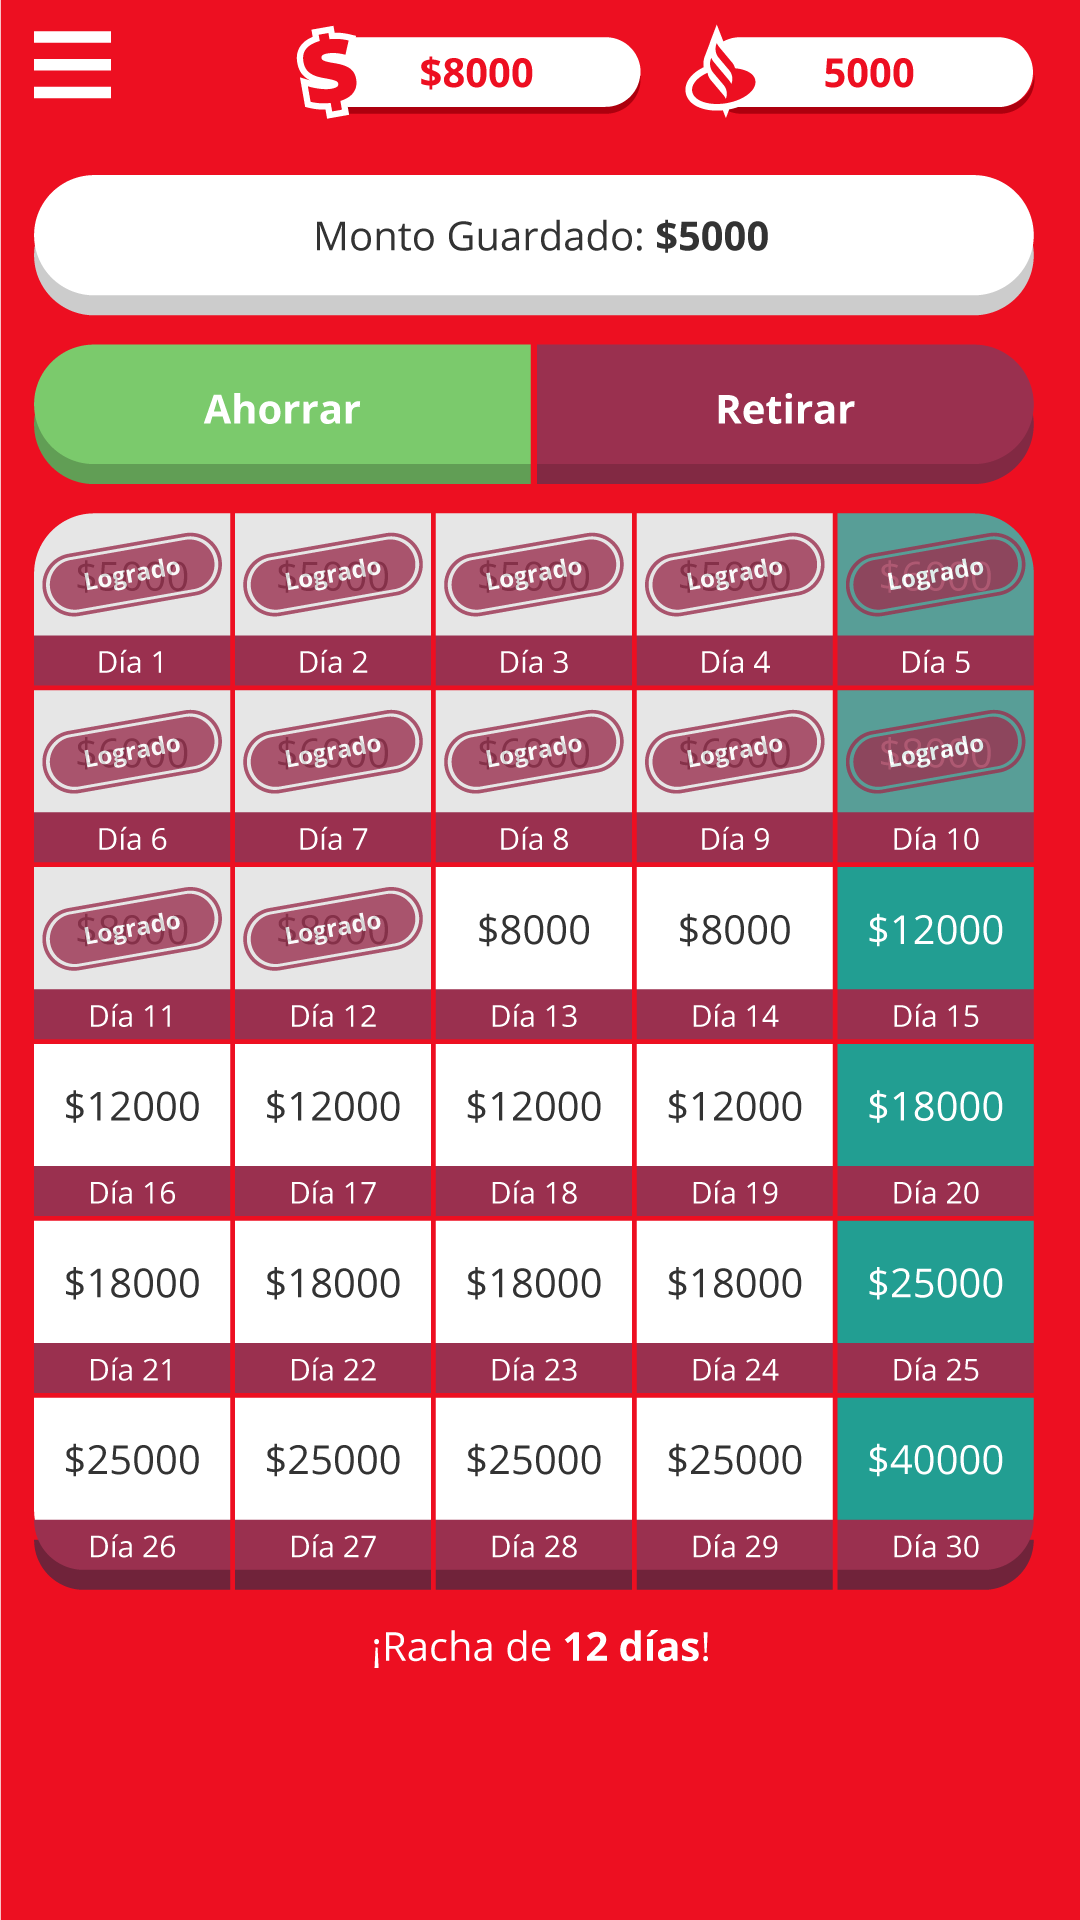 $8000 5000
Monto Guardado: $5000
Ahorrar Retirar
Logrado Logrado Logrado Logrado Logrado
Día 1 Día 2 Día 3 Día 4 Día 5
Logrado Logrado Logrado Logrado Logrado
Día 6 Día 7 Día 8 Día 9 Día 10
Logrado Logrado $8000 $8000 $12000
Día 11 Día 12 Día 13 Día 14 Día 15
$12000 $12000 $12000 $12000 $18000
Día 16 Día 17 Día 18 Día 19 Día 20
$18000 $18000 $18000 $18000 $25000
Día 21 Día 22 Día 23 Día 24 Día 25
$25000 $25000 $25000 $25000 $40000
Día 26 Día 27 Día 28 Día 29 Día 30
¡Racha de 12 días!